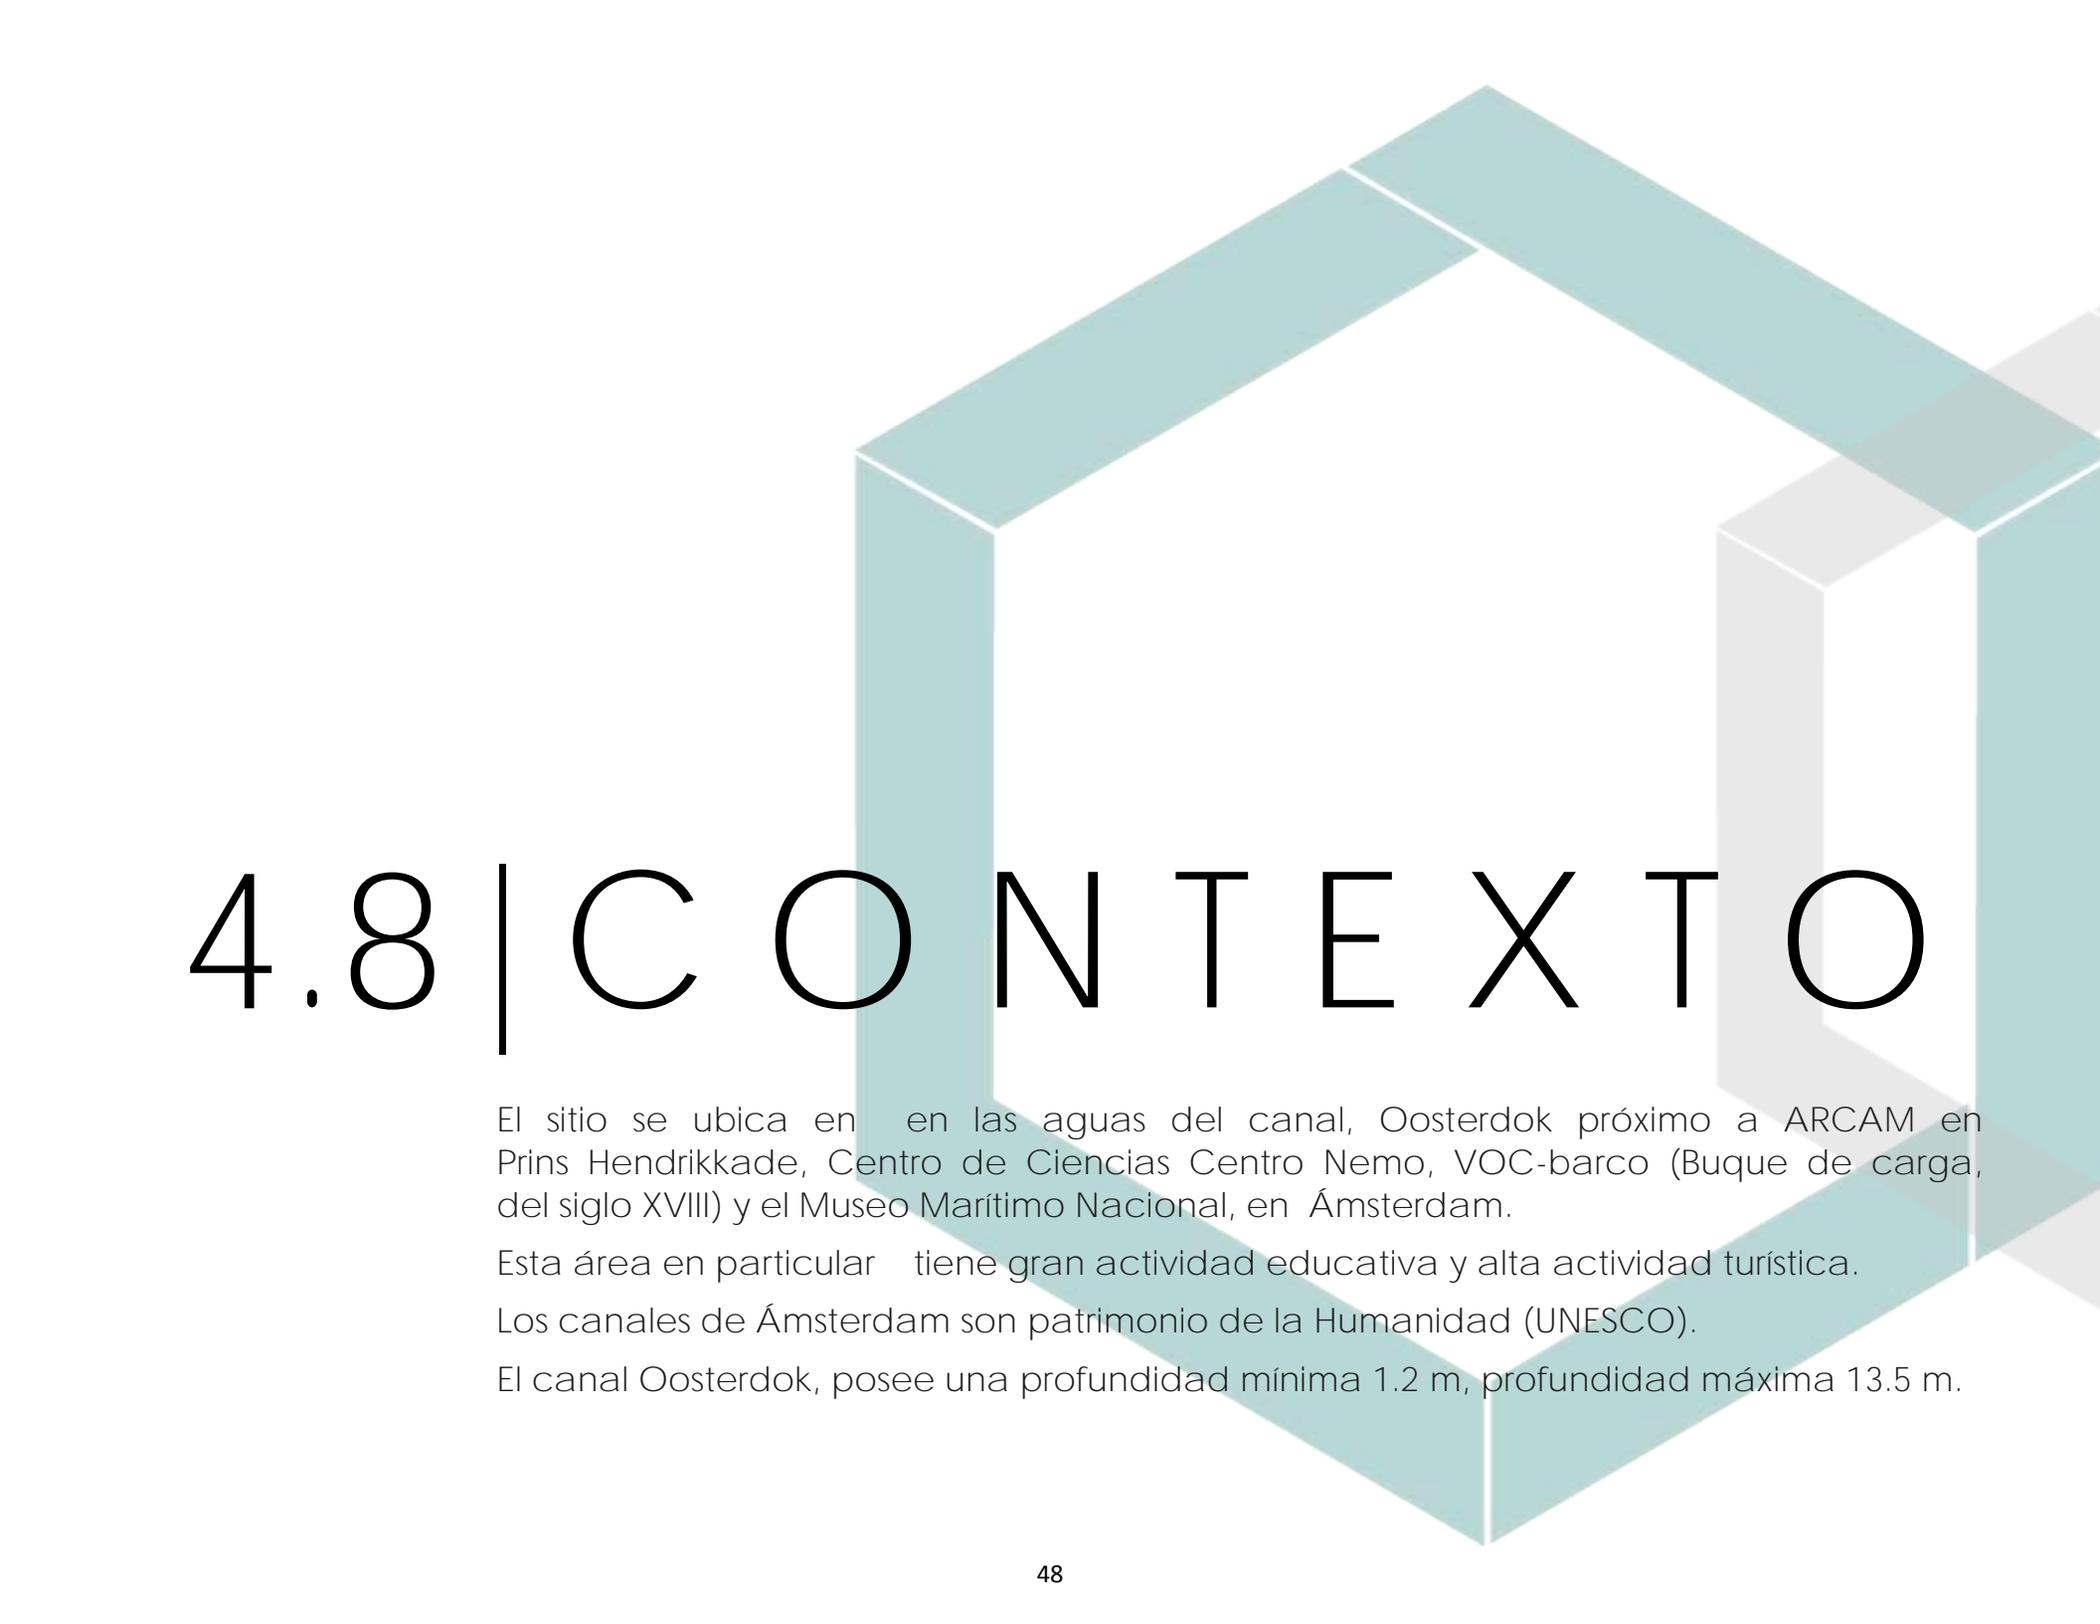 4.8|CONTEXTO
El sitio se ubica en en las aguas del canal, Oosterdok próximo a ARCAM en
Prins Hendrikkade, Centro de Ciencias Centro Nemo, VOC-barco (Buque de carga,
del siglo XVIII) y el Museo Marítimo Nacional, en Ámsterdam.
Esta área en particular tiene gran actividad educativa y alta actividad turística.
Los canales de Ámsterdam son patrimonio de la Humanidad (UNESCO).
El canal Oosterdok, posee una profundidad mínima 1.2 m, profundidad máxima 13.5 m.
48